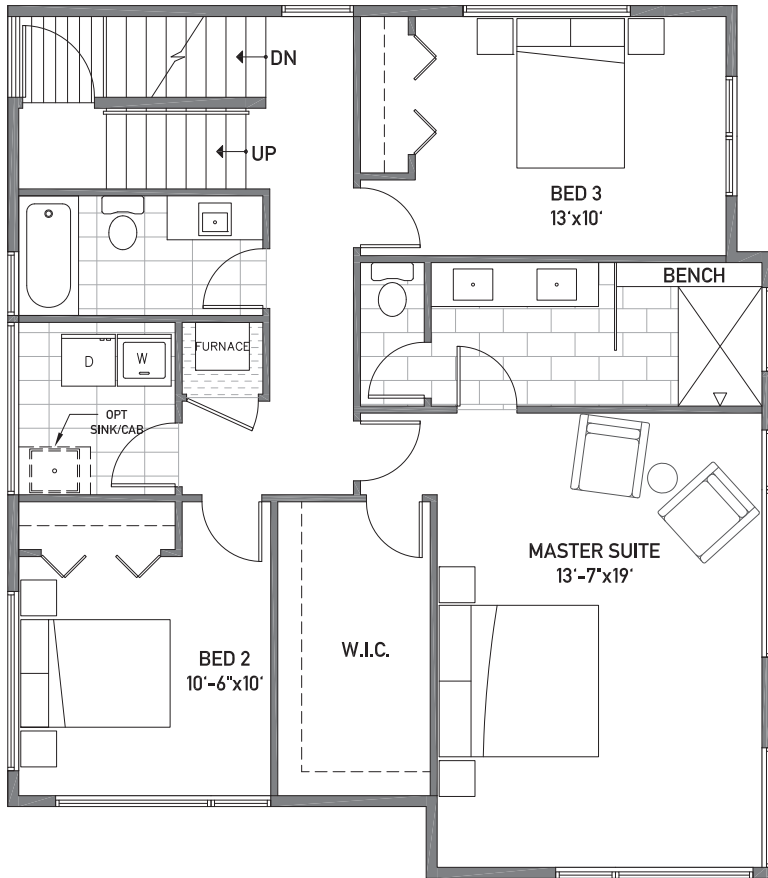 DN
UP
BED 3
13'x10'
BENCH
FURNACE
D
W
OPT
SINK/CAB
MASTER SUITE
13'-7"x19'
BED 2
10'-6"x10'
W.I.C.